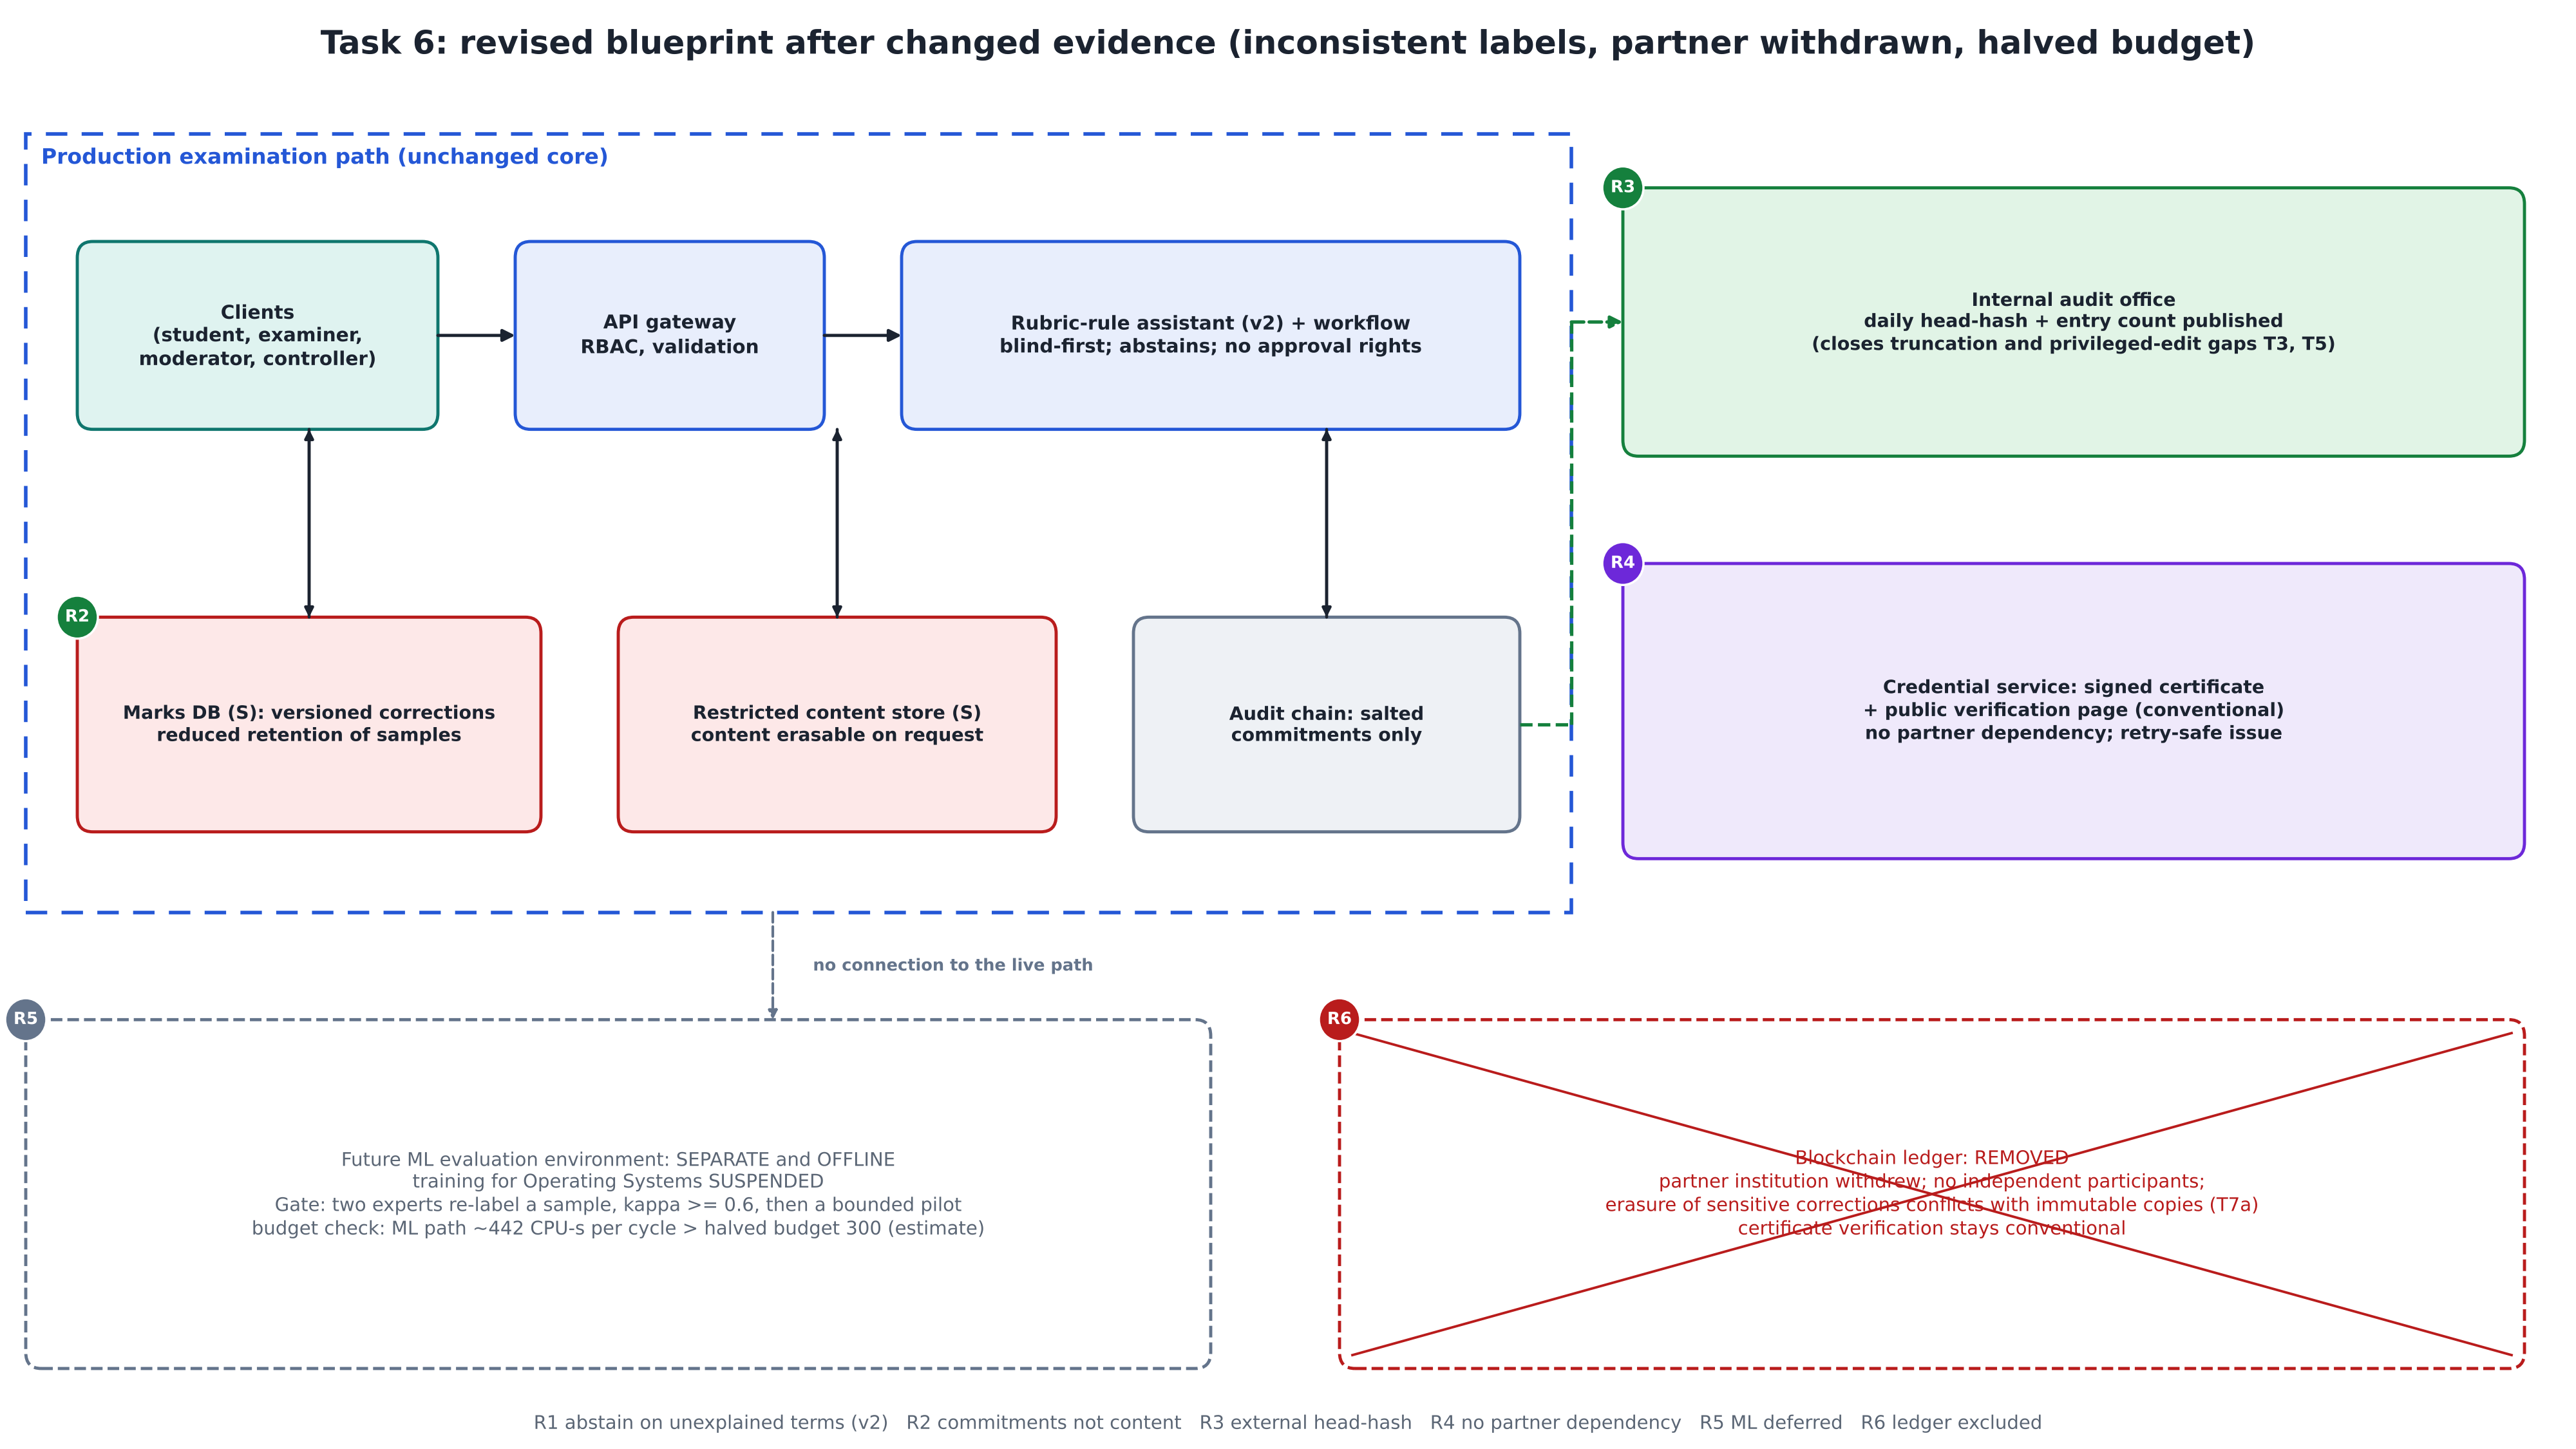 Task 6: revised blueprint after changed evidence (inconsistent labels, partner withdrawn, halved budget)
Production examination path (unchanged core)
Clients
(student, examiner,
moderator, controller)
API gateway
RBAC, validation
Rubric-rule assistant (v2) + workflow
blind-first; abstains; no approval rights
R3
Internal audit office
daily head-hash + entry count published
(closes truncation and privileged-edit gaps T3, T5)
R2
Marks DB (S): versioned corrections
reduced retention of samples
Restricted content store (S)
content erasable on request
Audit chain: salted
commitments only
R4
Credential service: signed certificate
+ public verification page (conventional)
no partner dependency; retry-safe issue
no connection to the live path
R5
Future ML evaluation environment: SEPARATE and OFFLINE
training for Operating Systems SUSPENDED
Gate: two experts re-label a sample, kappa >= 0.6, then a bounded pilot
budget check: ML path ~442 CPU-s per cycle > halved budget 300 (estimate)
R6
Blockchain ledger: REMOVED
partner institution withdrew; no independent participants;
erasure of sensitive corrections conflicts with immutable copies (T7a)
certificate verification stays conventional
R1 abstain on unexplained terms (v2) R2 commitments not content R3 external head-hash R4 no partner dependency R5 ML deferred R6 ledger excluded